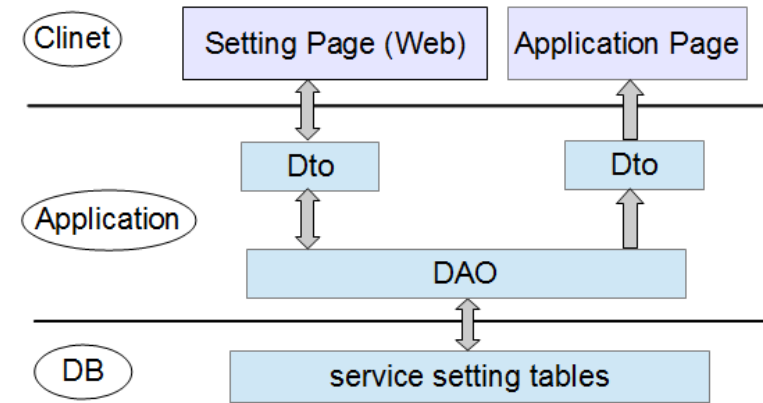 Clinet
Setting Page (Web)
Application Page
Dto
Dto
Application
DAO
DB
service setting tables